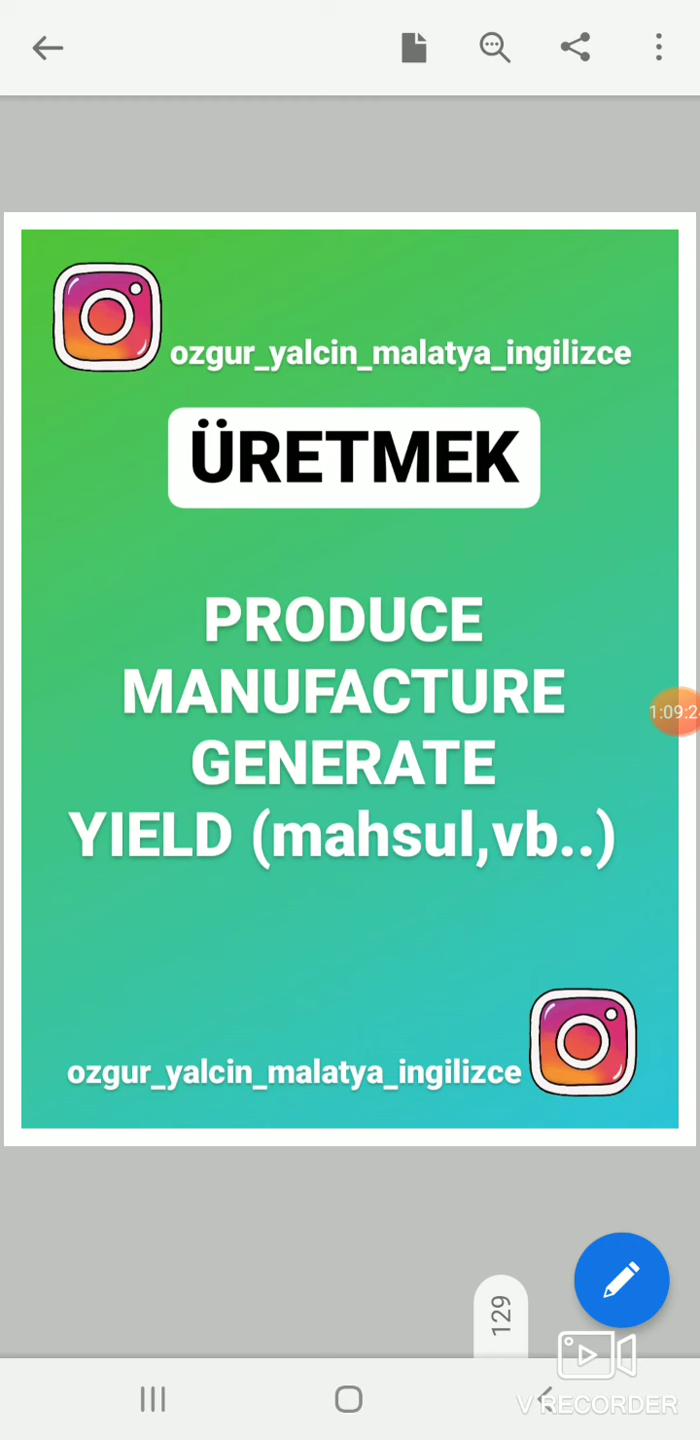 ozgur_yalcin_malatya_ingilizce
ÜRETMEK
PRODUCE
MANUFACTURE
GENERATE
YIELD (mahsul,vb..)
ozgur_yalcin_malatya_ingilizce
1:09:2
129
V RECORDER